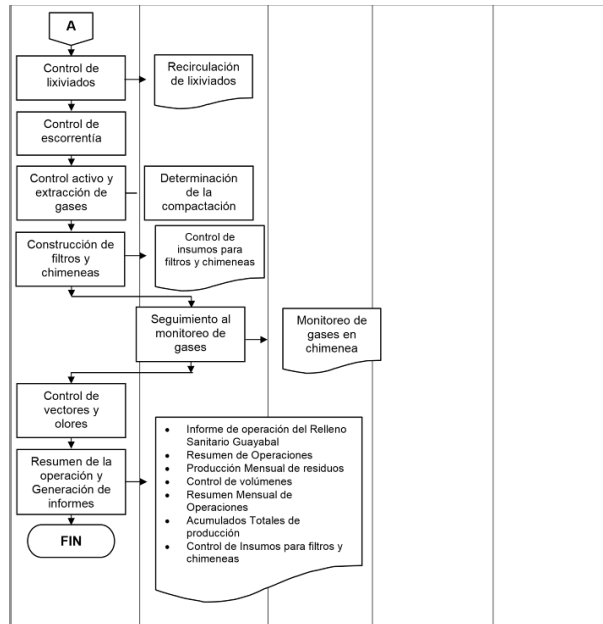 A
Control de
lixiviados
Recirculación
de lixiviados
Control de
escorrentía
Control activo y
extracción de
gases
Determinación
de la
compactación
Construcción de
filtros y
chimeneas
Control de
insumos para
filtros y chimeneas
Seguimiento al
monitoreo de
gases
Monitoreo de
gases en
chimenea
Control de
vectores y
olores
Resumen de la
operación y
Generación de
informes
• Informe de operación del Relleno
Sanitario Guayabal
• Resumen de Operaciones
• Producción Mensual de residuos
• Control de volúmenes
• Resumen Mensual de
Operaciones
• Acumulados Totales de
producción
• Control de Insumos para filtros y
chimeneas
FIN